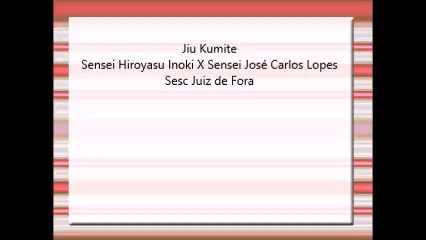 Jiu Kumite
Sensei Hiroyasu Inoki X Sensei José Carlos Lopes
Sesc Juiz de Fora